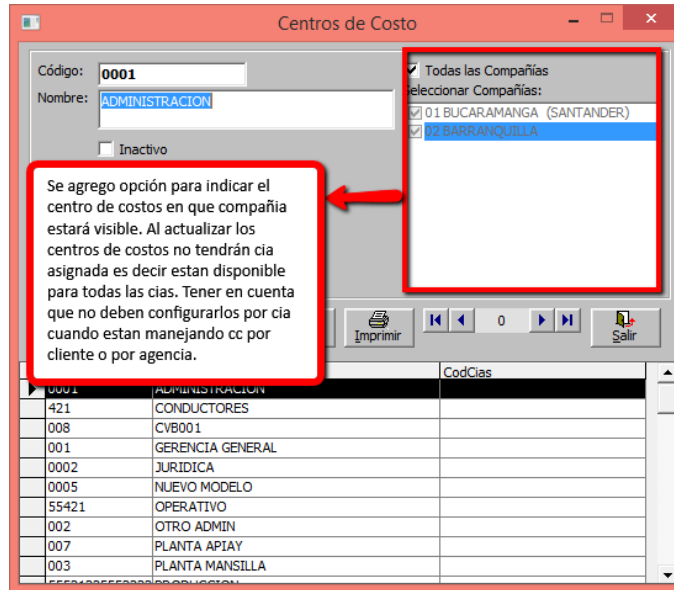 Centros de Costo
Código: 0001
Todas las Compañías
Seleccionar Compañías:
Nombre: ADMINISTRACION
01 BUCARAMANGA (SANTANDER)
02 BARRANQUILLA
Inactivo
Se agrego opción para indicar el
centro de costos en que compañia
estará visible. Al actualizar los
centros de costos no tendrán cia
asignada es decir estan disponible
para todas las cias. Tener en cuenta
que no deben configurarlos por cia
cuando estan manejando cc por
cliente o por agencia.
Imprimir 0 Salir
CodCias
0001 ADMINISTRACION
421 CONDUCTORES
008 CVB001
001 GERENCIA GENERAL
0002 JURIDICA
0005 NUEVO MODELO
55421 OPERATIVO
002 OTRO ADMIN
007 PLANTA APIAY
003 PLANTA MANSILLA
PRODUCCION